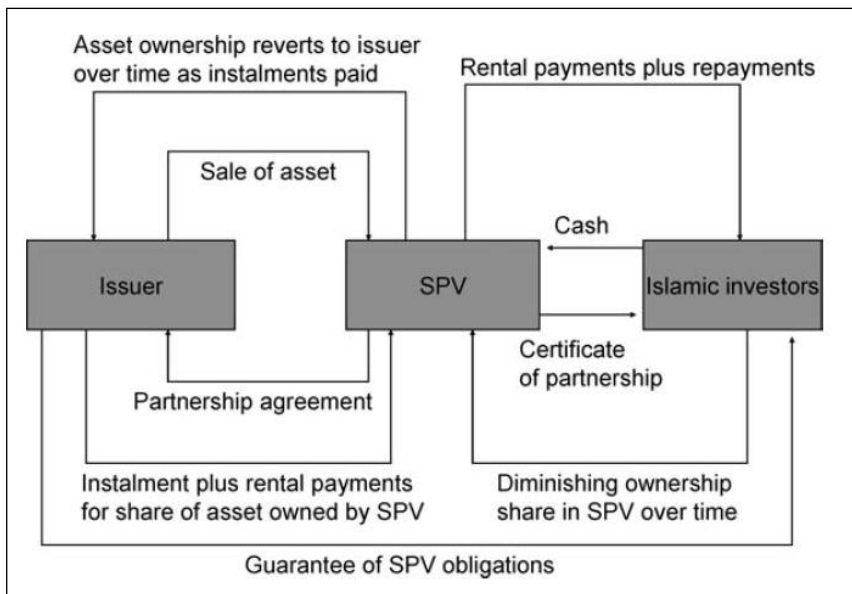 Asset ownership reverts to issuer
over time as instalments paid
Rental payments plus repayments
Sale of asset
Cash
Issuer
SPV
Islamic investors
Certificate
of partnership
Partnership agreement
Instalment plus rental payments
for share of asset owned by SPV
Diminishing ownership
share in SPV over time
Guarantee of SPV obligations